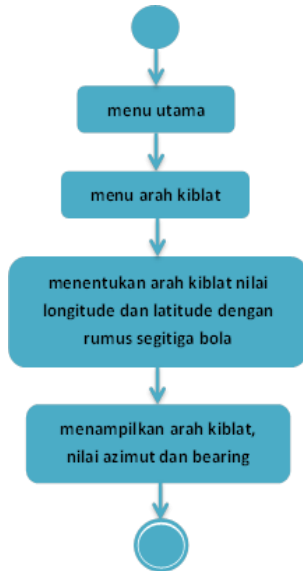 menu utama
menu arah kiblat
menentukan arah kiblat nilai
longitude dan latitude dengan
rumus segitiga bola
menampilkan arah kiblat,
nilai azimut dan bearing